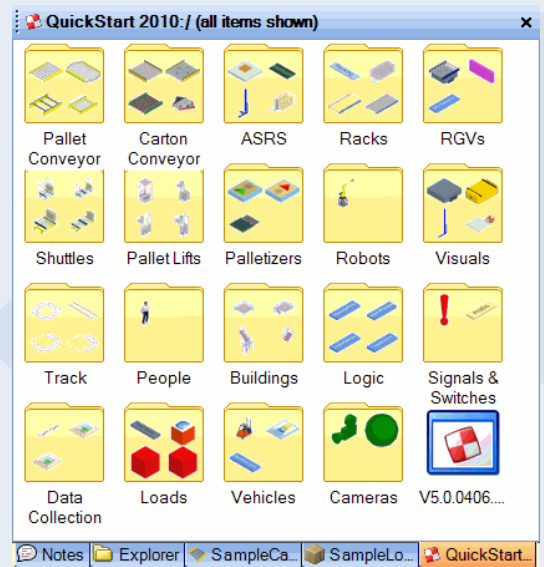 QuickStart 2010:/ (all items shown)
Pallet Conveyor
Carton Conveyor
ASRS
Racks
RGVs
Shuttles
Pallet Lifts
Palletizers
Robots
Visuals
Track
People
Buildings
Logic
Signals & Switches
Data Collection
Loads
Vehicles
Cameras
V5.0.0406....
Notes
Explorer
SampleCa...
SampleLo...
QuickStart...